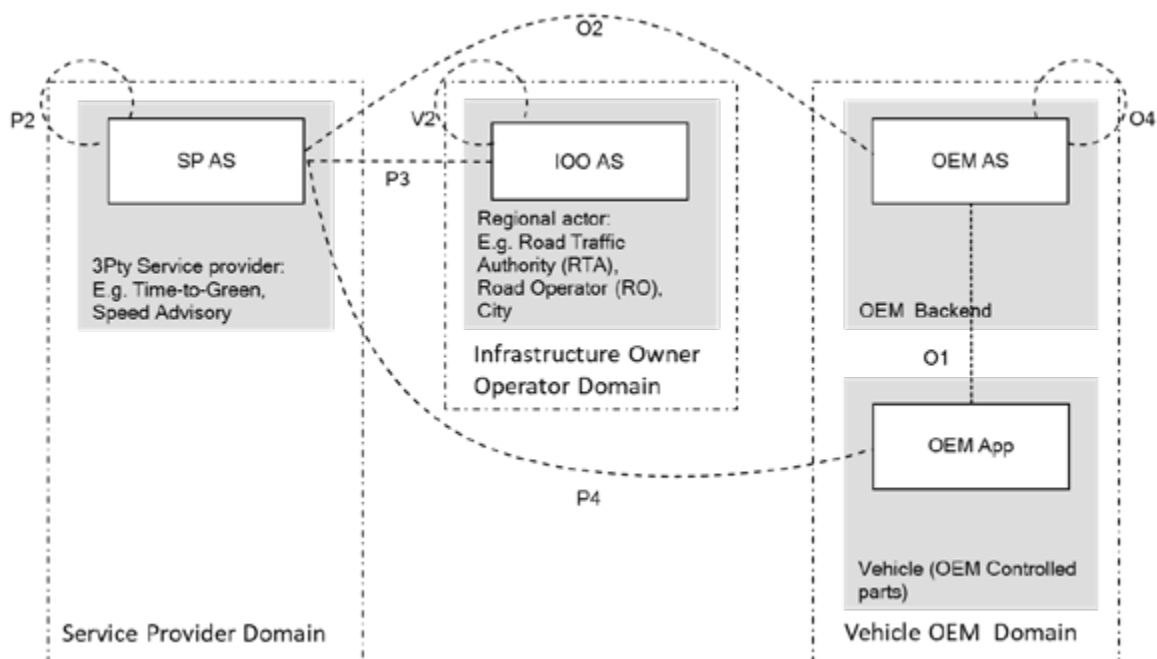 O2
P2
SP AS
3Pty Service provider:
E.g. Time-to-Green,
Speed Advisory
Service Provider Domain
P3
V2
IOO AS
Regional actor:
E.g. Road Traffic
Authority (RTA),
Road Operator (RO),
City
Infrastructure Owner
Operator Domain
P4
OEM AS
O4
OEM Backend
O1
OEM App
Vehicle (OEM Controlled
parts)
Vehicle OEM Domain